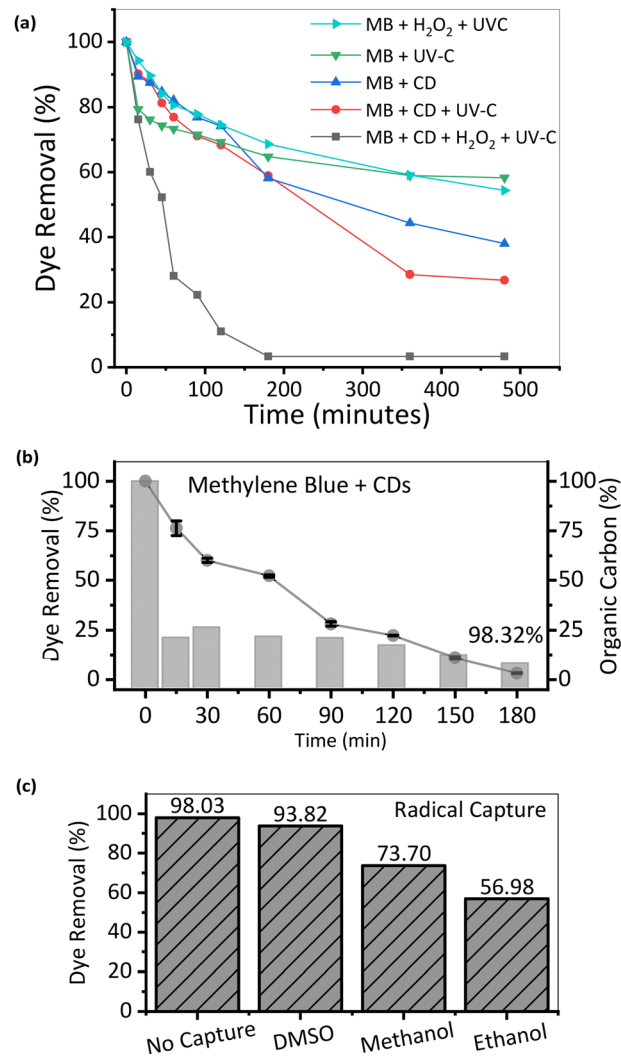 (a)
MB + H₂O₂ + UVC
MB + UV-C
MB + CD
MB + CD + UV-C
MB + CD + H₂O₂ + UV-C
Dye Removal (%)
100
80
60
40
20
0
0 100 200 300 400 500
Time (minutes)
(b)
Methylene Blue + CDs
Dye Removal (%)
100
75
50
25
0
Organic Carbon (%)
100
75
50
25
0
98.32%
0 30 60 90 120 150 180
Time (min)
(c)
Radical Capture
Dye Removal (%)
100
80
60
40
20
0
98.03
93.82
73.70
56.98
No Capture DMSO Methanol Ethanol